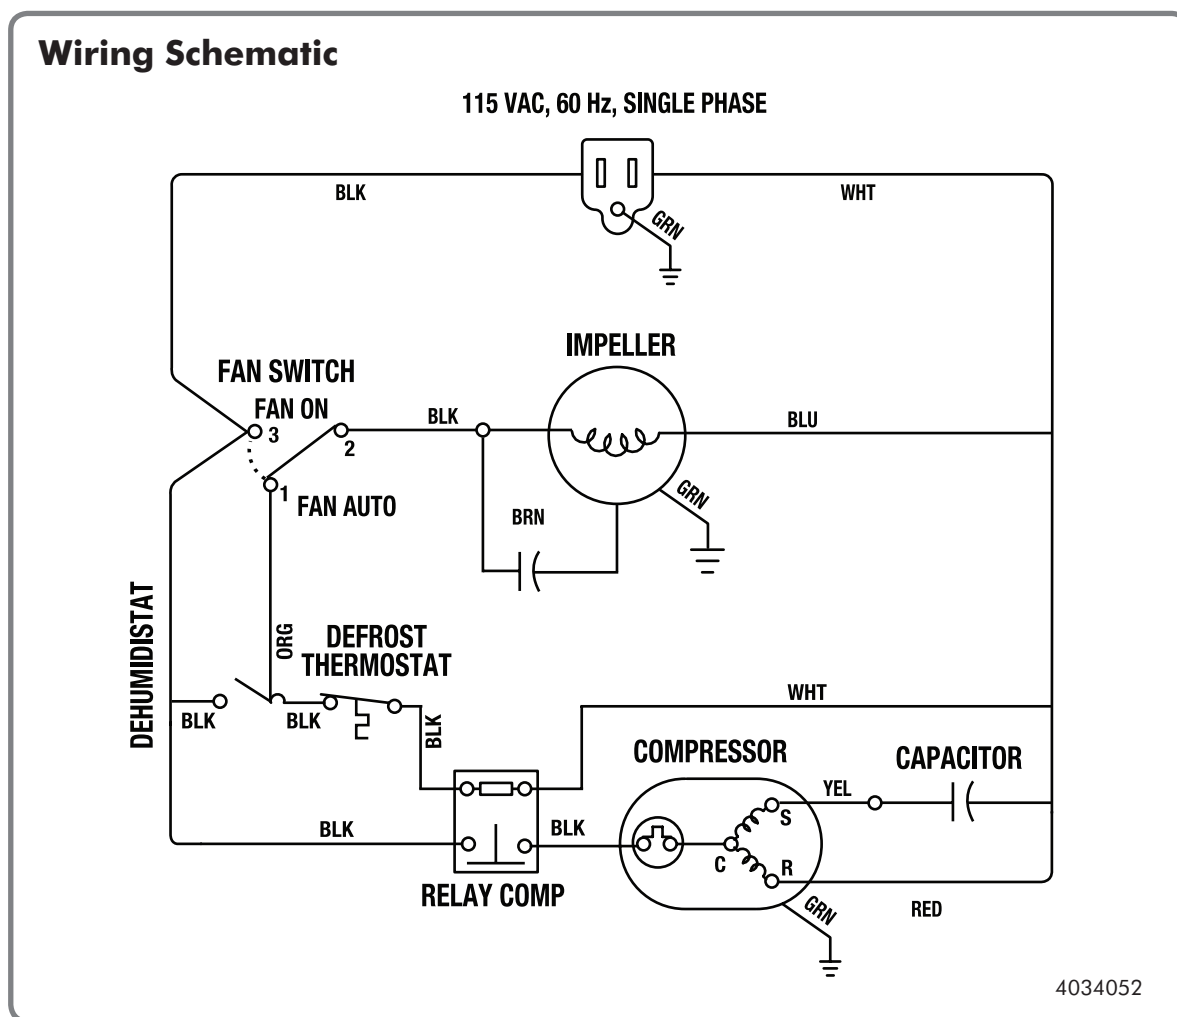 Wiring Schematic
115 VAC, 60 Hz, SINGLE PHASE
BLK
WHT
GRN
IMPELLER
FAN SWITCH
FAN ON
3
2
BLK
BLU
1
FAN AUTO
BRN
GRN
DEHUMIDISTAT
ORG
DEFROST
THERMOSTAT
BLK
BLK
BLK
WHT
COMPRESSOR
CAPACITOR
YEL
S
BLK
BLK
C
R
RELAY COMP
GRN
RED
4034052